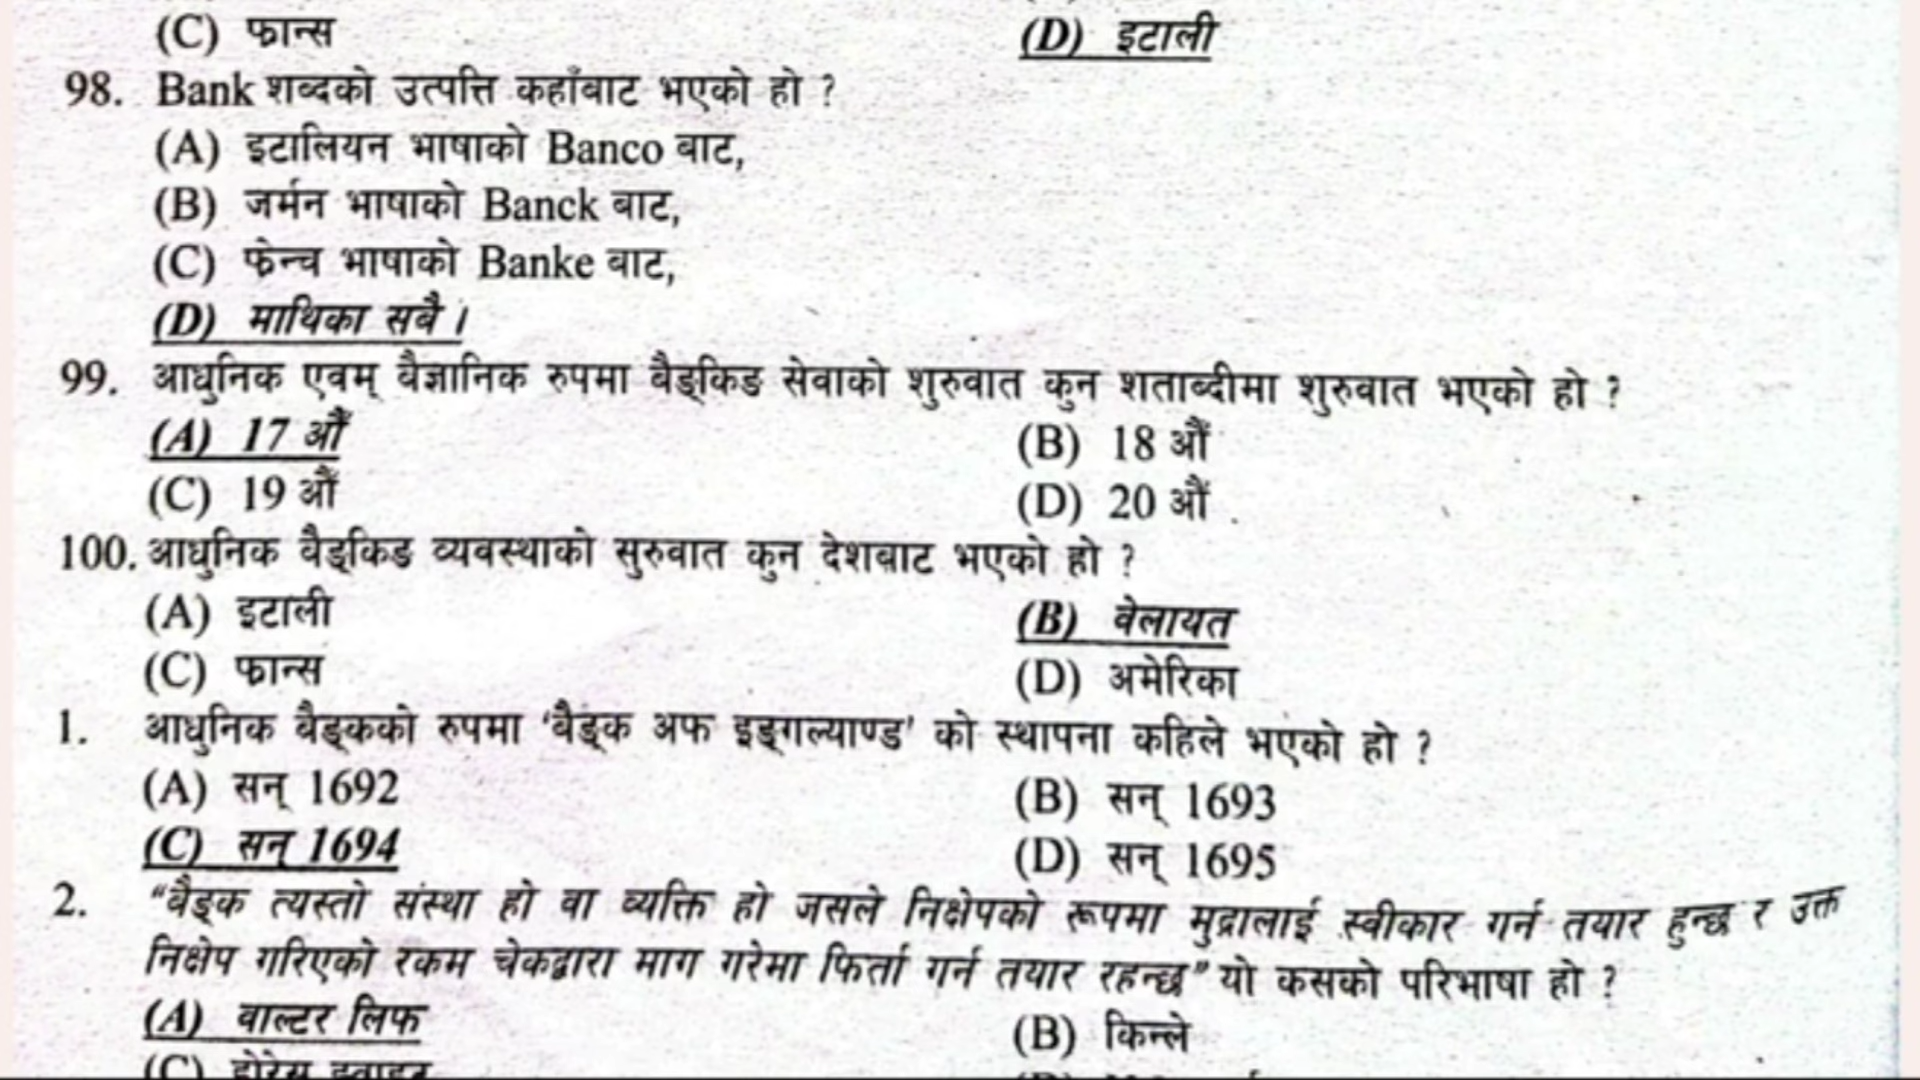 (C) फ्रान्स (D) इटाली
98. Bank शब्दको उत्पत्ति कहाँबाट भएको हो ?
(A) इटालियन भाषाको Banco बाट,
(B) जर्मन भाषाको Banck बाट,
(C) फ्रेन्च भाषाको Banke बाट,
(D) माथिका सबै ।
99. आधुनिक एवम् वैज्ञानिक रुपमा बैङ्किङ सेवाको शुरुवात कुन शताब्दीमा शुरुवात भएको हो ?
(A) 17 औं (B) 18 औं
(C) 19 औं (D) 20 औं
100. आधुनिक बैङ्किङ व्यवस्थाको सुरुवात कुन देशबाट भएको हो ?
(A) इटाली (B) वेलायत
(C) फ्रान्स (D) अमेरिका
1. आधुनिक बैङ्कको रुपमा 'बैङ्क अफ इङ्गल्याण्ड' को स्थापना कहिले भएको हो ?
(A) सन् 1692 (B) सन् 1693
(C) सन् 1694 (D) सन् 1695
2. “बैङ्क त्यस्तो संस्था हो वा व्यक्ति हो जसले निक्षेपको रूपमा मुद्रालाई स्वीकार गर्न तयार हुन्छ र उक्त
निक्षेप गरिएको रकम चेकद्वारा माग गरेमा फिर्ता गर्न तयार रहन्छ” यो कसको परिभाषा हो ?
(A) वाल्टर लिफ (B) किन्ले
(C) होरेस ह्वाइट